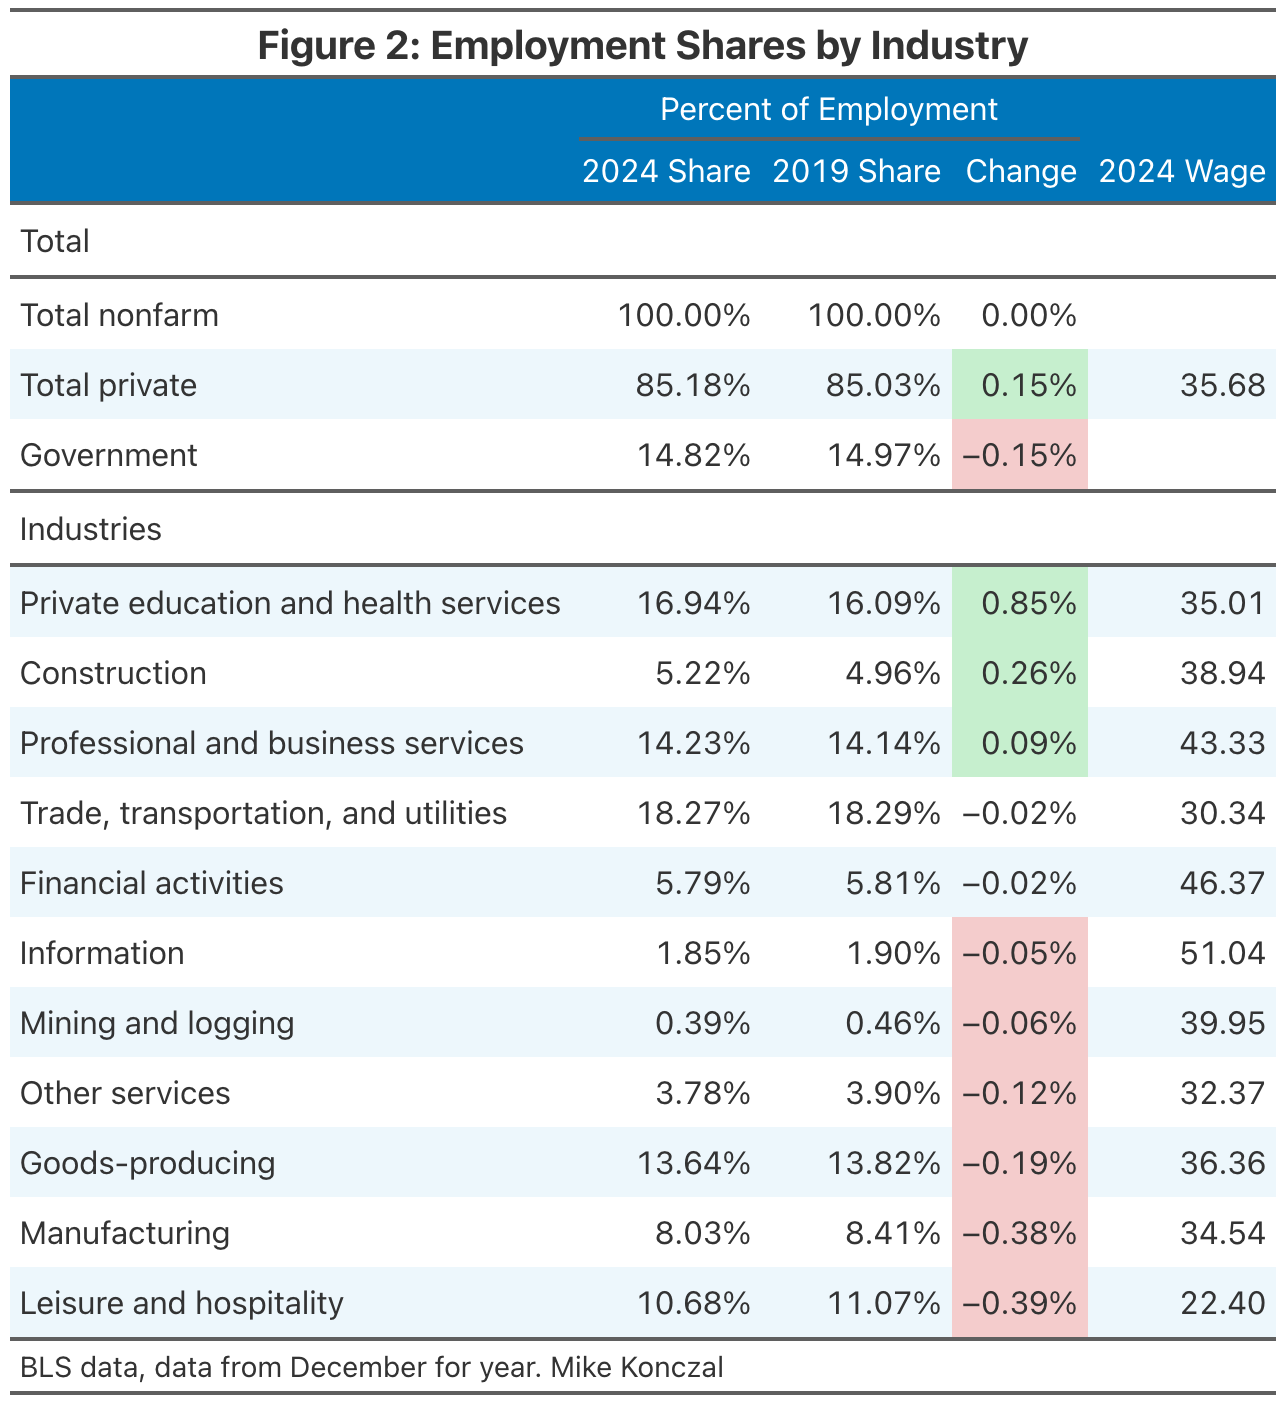 Figure 2: Employment Shares by Industry
Percent of Employment
2024 Share 2019 Share Change 2024 Wage
Total
Total nonfarm 100.00% 100.00% 0.00%
Total private 85.18% 85.03% 0.15% 35.68
Government 14.82% 14.97% −0.15%
Industries
Private education and health services 16.94% 16.09% 0.85% 35.01
Construction 5.22% 4.96% 0.26% 38.94
Professional and business services 14.23% 14.14% 0.09% 43.33
Trade, transportation, and utilities 18.27% 18.29% −0.02% 30.34
Financial activities 5.79% 5.81% −0.02% 46.37
Information 1.85% 1.90% −0.05% 51.04
Mining and logging 0.39% 0.46% −0.06% 39.95
Other services 3.78% 3.90% −0.12% 32.37
Goods-producing 13.64% 13.82% −0.19% 36.36
Manufacturing 8.03% 8.41% −0.38% 34.54
Leisure and hospitality 10.68% 11.07% −0.39% 22.40
BLS data, data from December for year. Mike Konczal